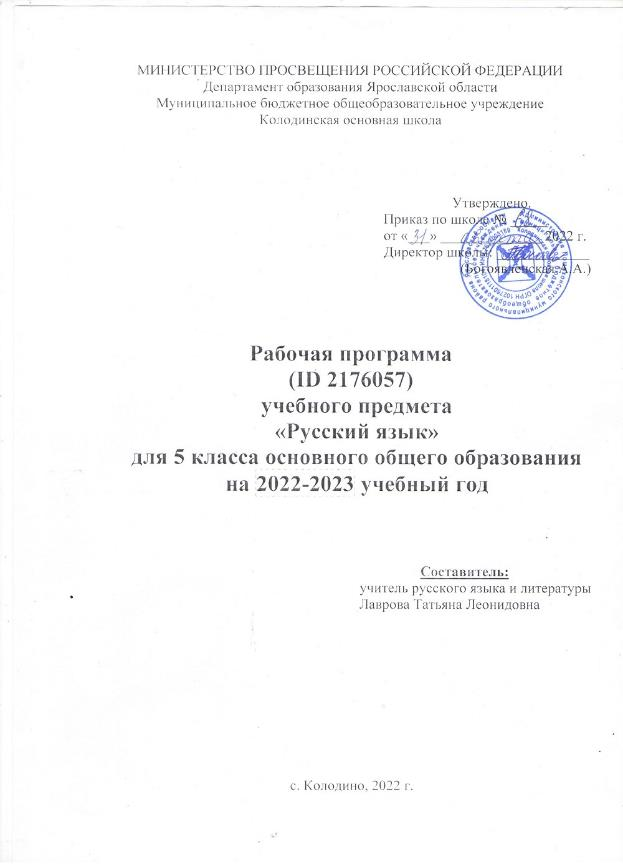 МИНИСТЕРСТВО ПРОСВЕЩЕНИЯ РОССИЙСКОЙ ФЕДЕРАЦИИ
Департамент образования Ярославской области
Муниципальное бюджетное общеобразовательное учреждение
Колодинская основная школа
Утверждено.
Приказ по школе №
от « 31 » 2022 г.
Директор школы:
(Богоявленская А.А.)
Рабочая программа
(ID 2176057)
учебного предмета
«Русский язык»
для 5 класса основного общего образования
на 2022-2023 учебный год
Составитель:
учитель русского языка и литературы
Лаврова Татьяна Леонидовна
с. Колодино, 2022 г.